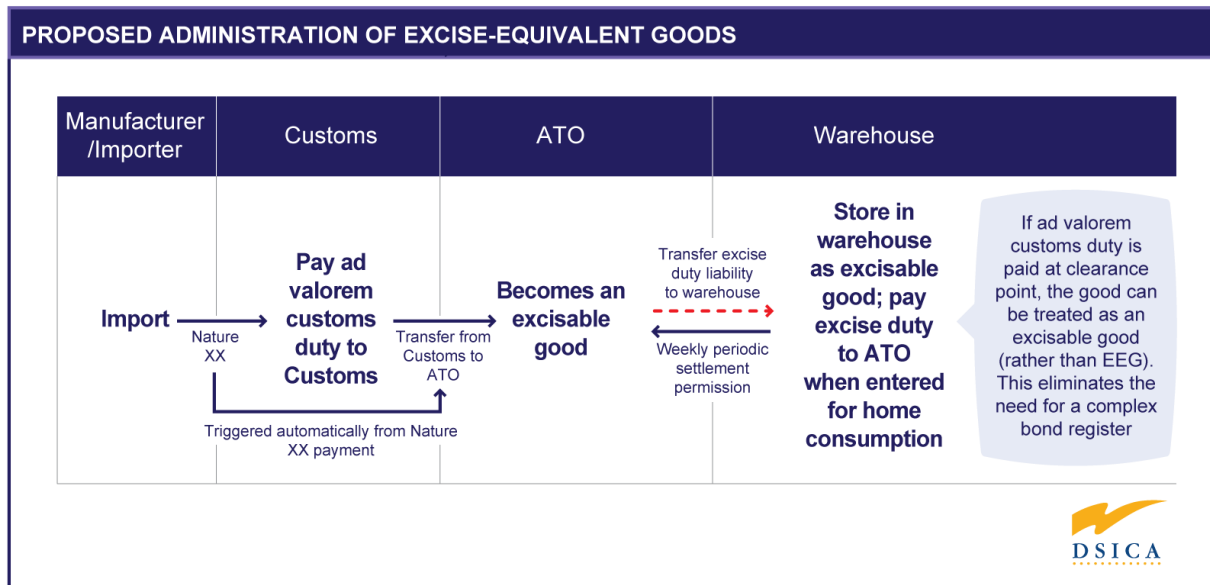 PROPOSED ADMINISTRATION OF EXCISE-EQUIVALENT GOODS
Manufacturer
/Importer
Customs
ATO
Warehouse
Import
Nature
XX
Pay ad
valorem
customs
duty to
Customs
Transfer from
Customs to
ATO
Triggered automatically from Nature
XX payment
Becomes an
excisable
good
Transfer excise
duty liability
to warehouse
Weekly periodic
settlement
permission
Store in
warehouse
as excisable
good; pay
excise duty
to ATO
when entered
for home
consumption
If ad valorem
customs duty is
paid at clearance
point, the good can
be treated as an
excisable good
(rather than EEG).
This eliminates the
need for a complex
bond register
DSICA